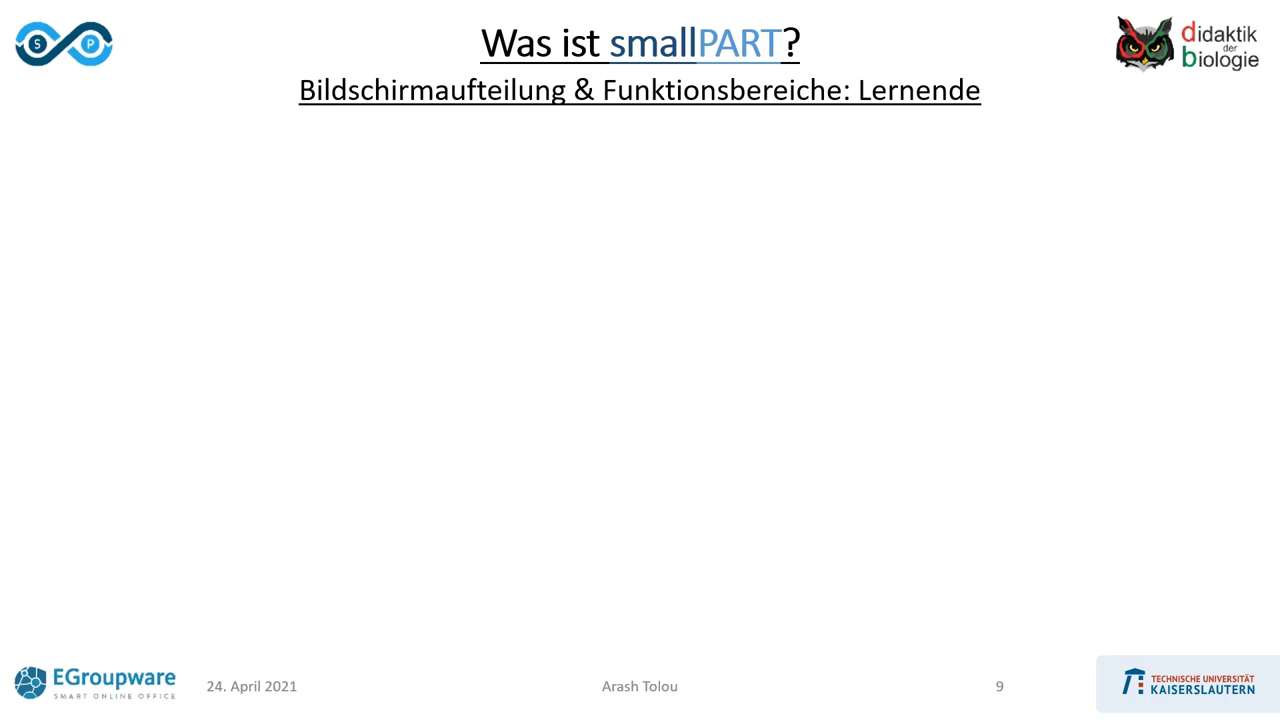 S P
Was ist smallPART?
didaktik
der
biologie
Bildschirmaufteilung & Funktionsbereiche: Lernende
EGroupware
SMART ONLINE OFFICE
24. April 2021
Arash Tolou
9
TECHNISCHE UNIVERSITÄT
KAISERSLAUTERN